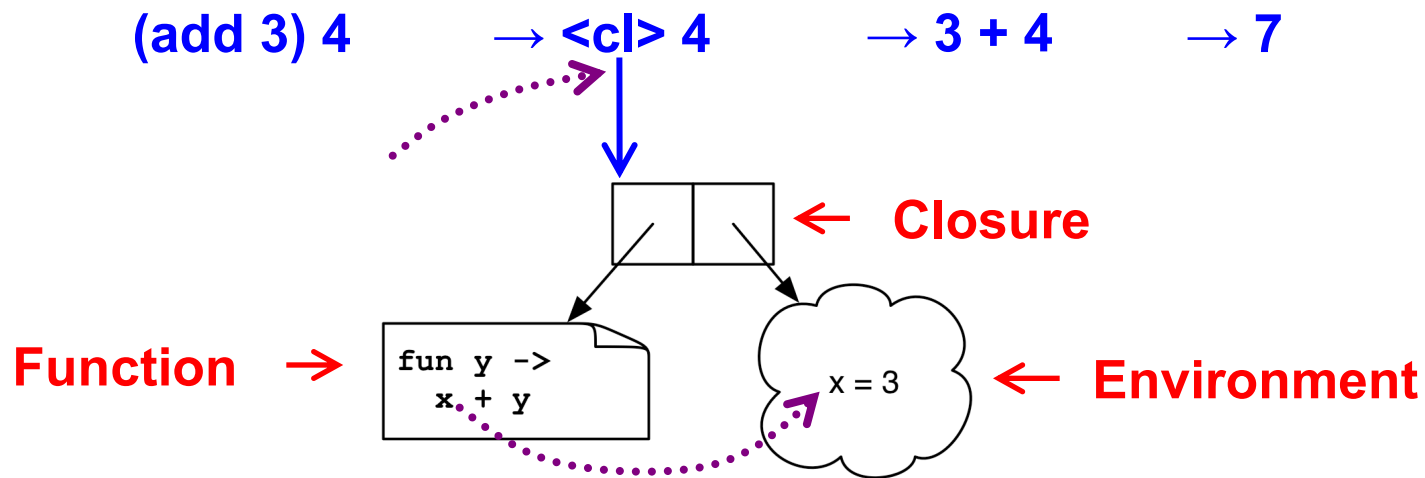 (add 3) 4 → <cl> 4 → 3 + 4 → 7
Closure
Function
fun y ->
x + y
x = 3
Environment